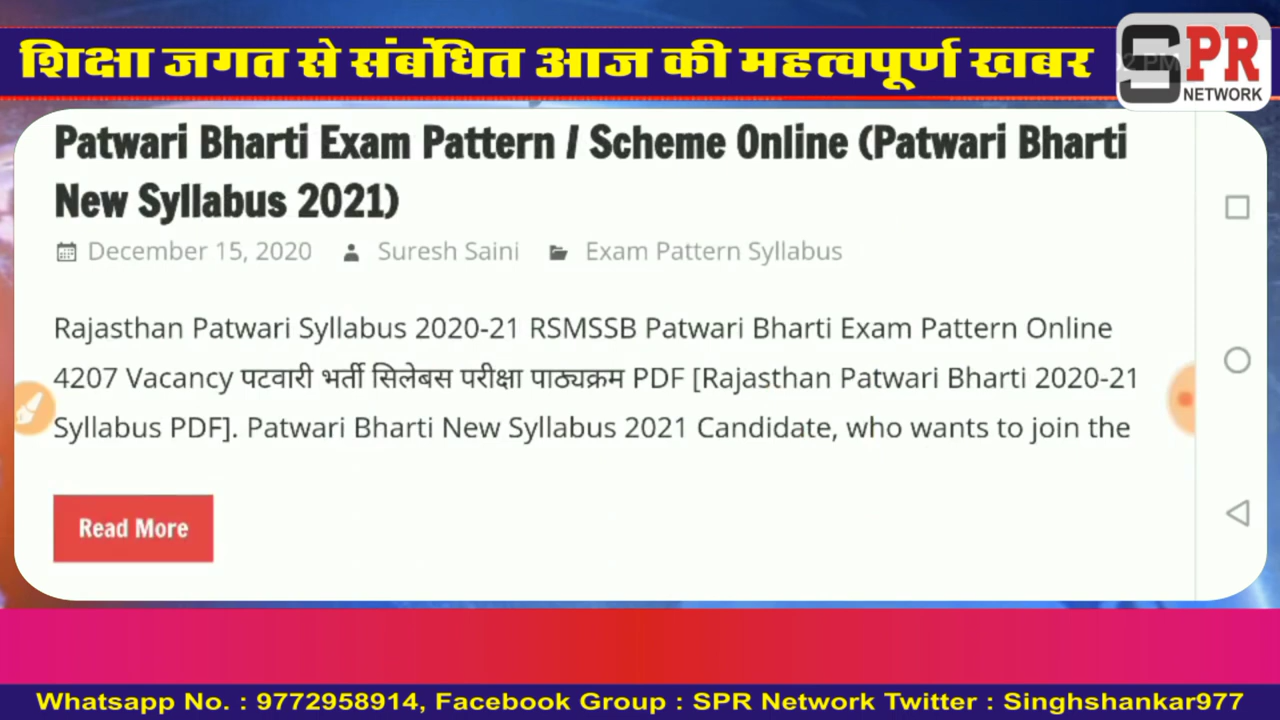 शिक्षा जगत से संबंधित आज की महत्वपूर्ण खबर
SPR
NETWORK
Patwari Bharti Exam Pattern / Scheme Online (Patwari Bharti
New Syllabus 2021)
December 15, 2020 Suresh Saini Exam Pattern Syllabus
Rajasthan Patwari Syllabus 2020-21 RSMSSB Patwari Bharti Exam Pattern Online
4207 Vacancy पटवारी भर्ती सिलेबस परीक्षा पाठ्यक्रम PDF [Rajasthan Patwari Bharti 2020-21
Syllabus PDF]. Patwari Bharti New Syllabus 2021 Candidate, who wants to join the
Read More
Whatsapp No. : 9772958914, Facebook Group : SPR Network Twitter : Singhshankar977